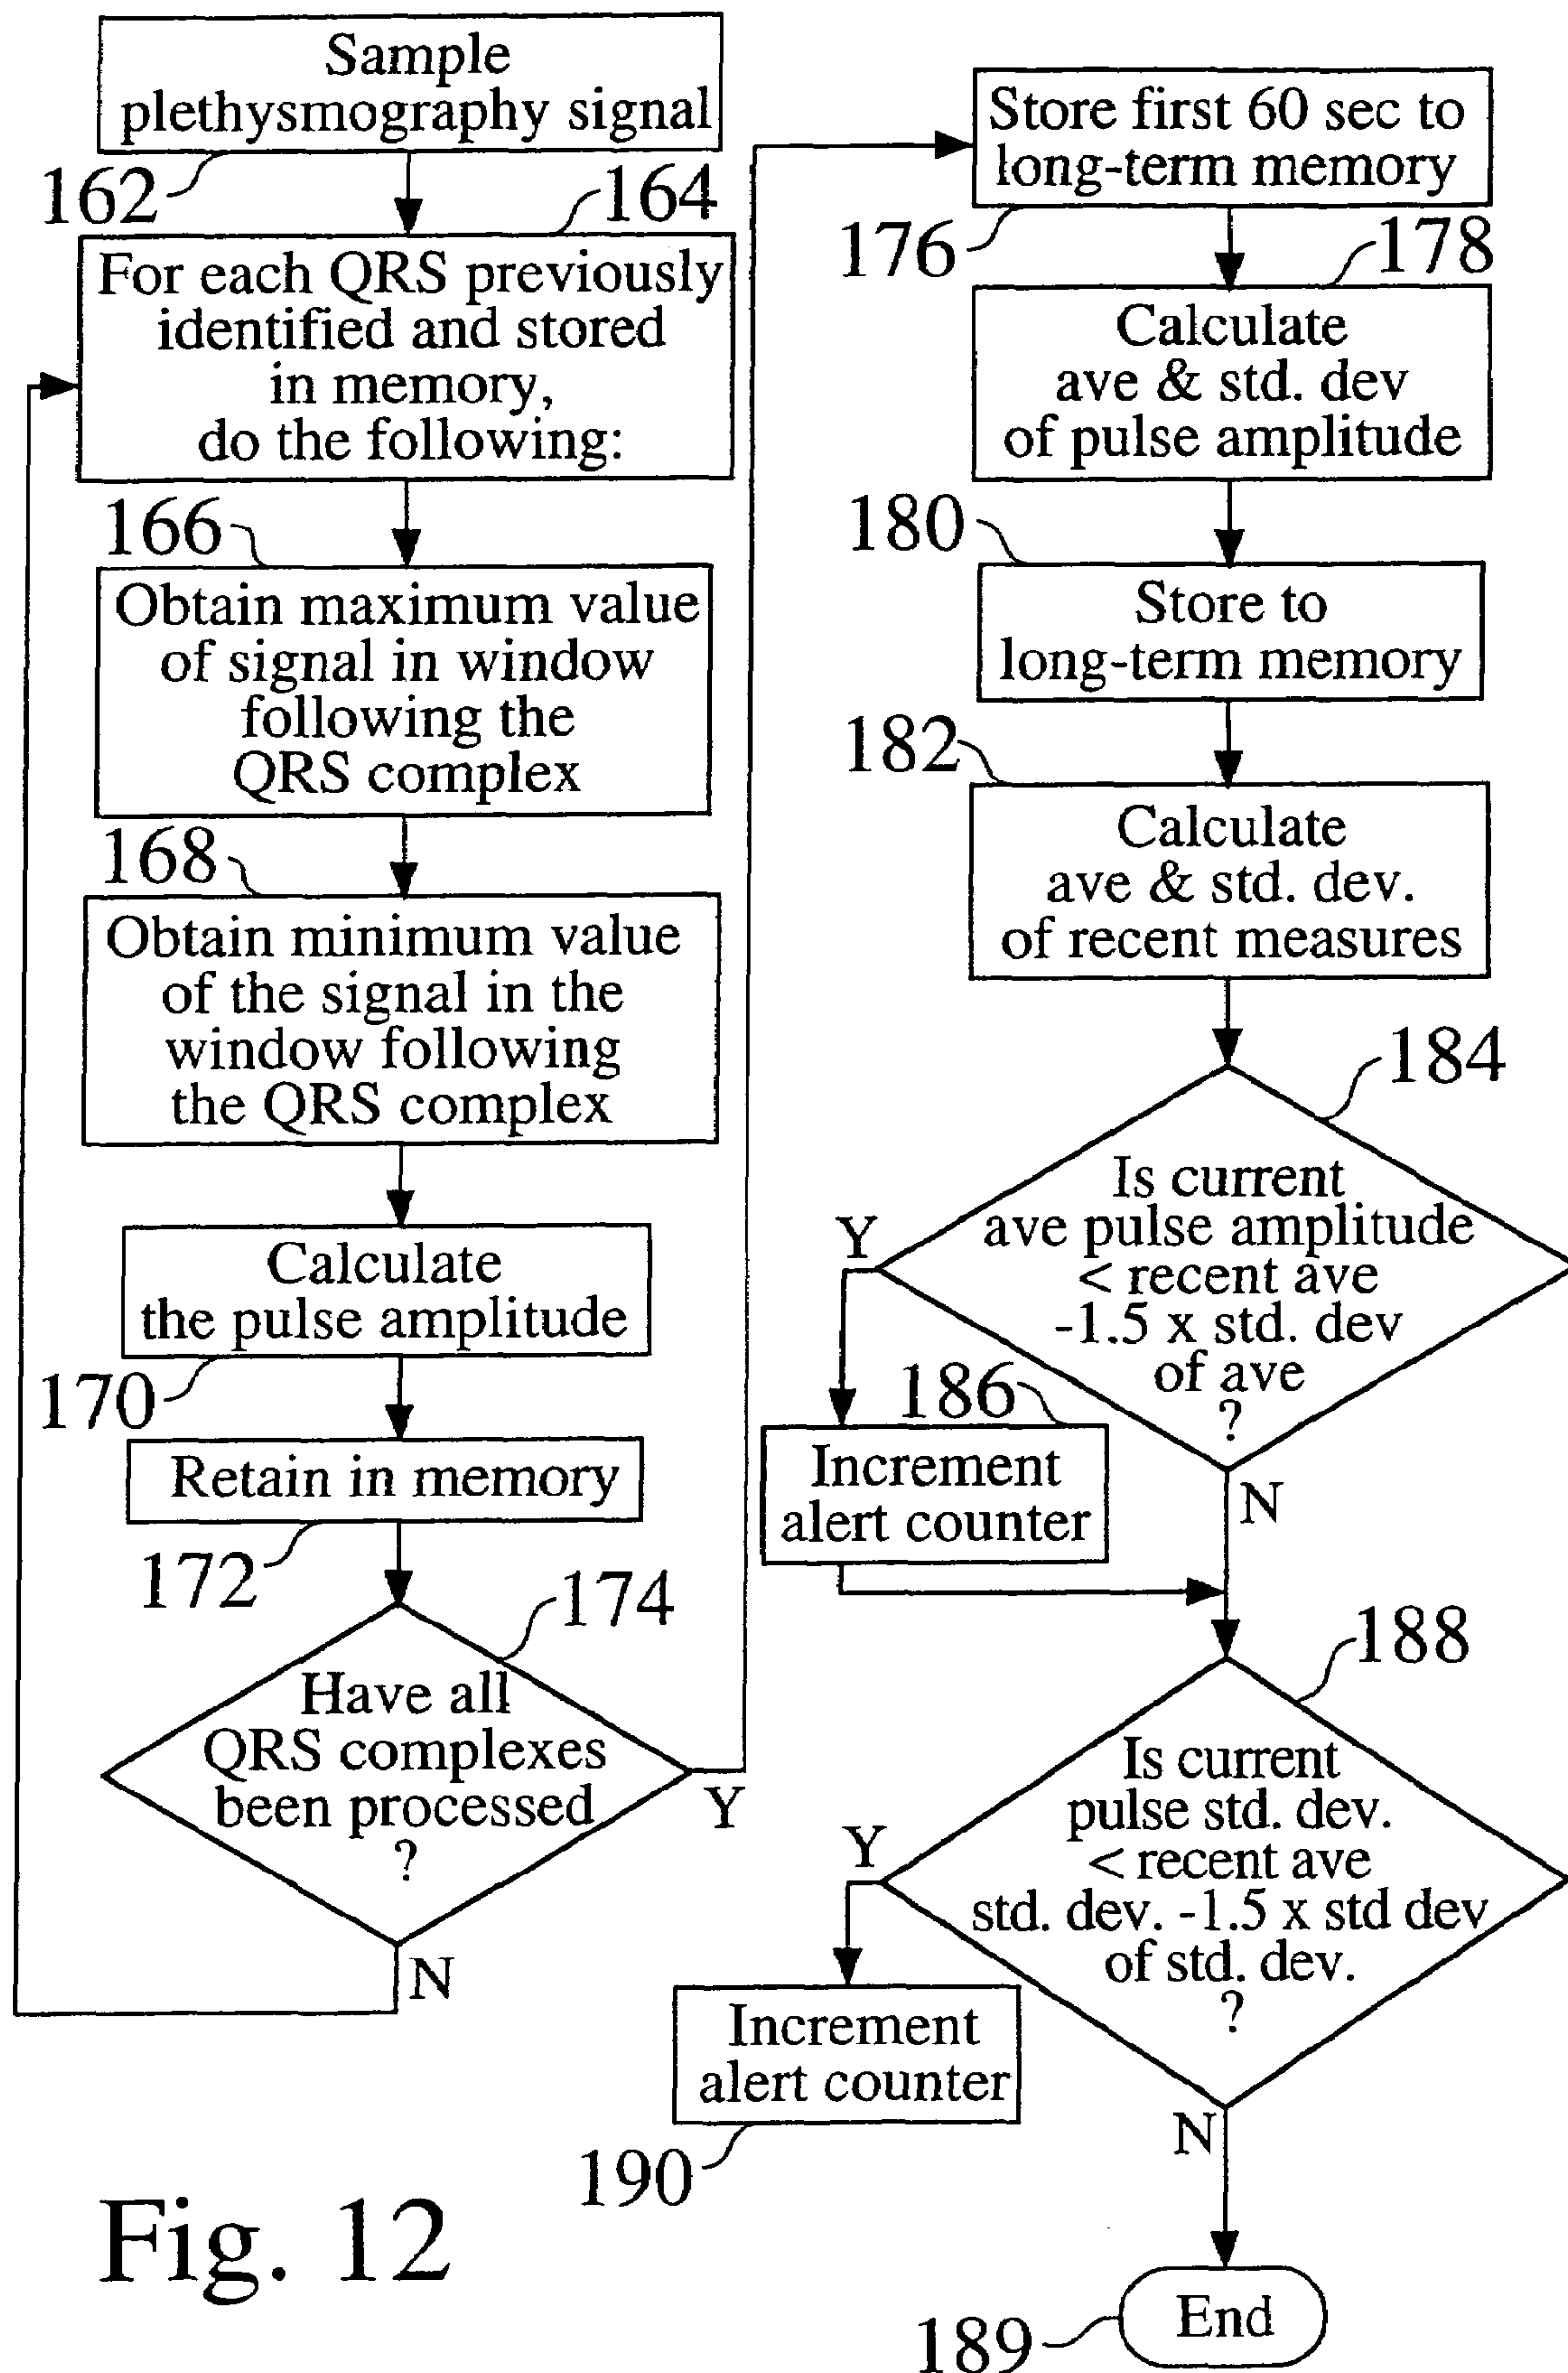 Sample
plethysmography signal
162
164
For each QRS previously
identified and stored
in memory,
do the following:
166
Obtain maximum value
of signal in window
following the
QRS complex
168
Obtain minimum value
of the signal in the
window following
the QRS complex
Calculate
the pulse amplitude
170
Retain in memory
172
174
Have all
QRS complexes
been processed
?
Y
N
Store first 60 sec to
long-term memory
176
178
Calculate
ave & std. dev
of pulse amplitude
180
Store to
long-term memory
182
Calculate
ave & std. dev.
of recent measures
184
Is current
ave pulse amplitude
< recent ave
-1.5 x std. dev
of ave
?
Y
N
186
Increment
alert counter
188
Is current
pulse std. dev.
< recent ave
std. dev. -1.5 x std dev
of std. dev.
?
Y
N
Increment
alert counter
190
End
189
Fig. 12